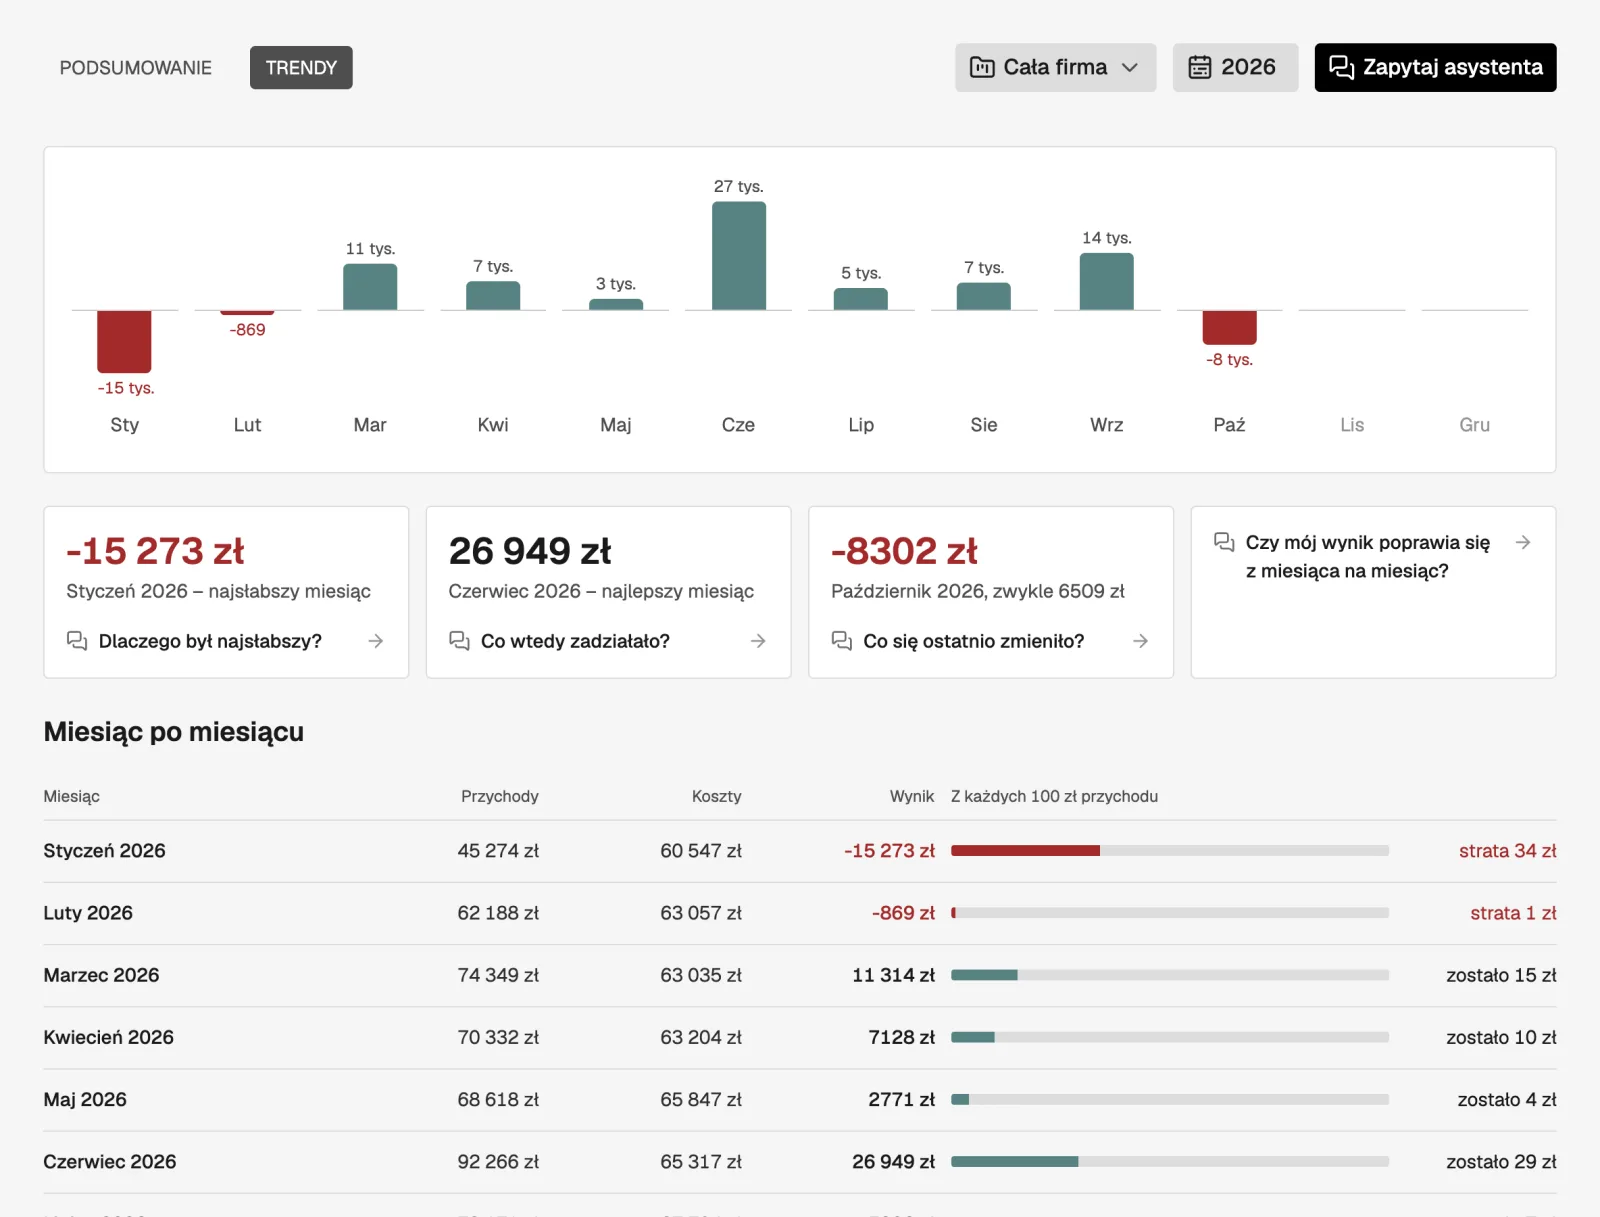 PODSUMOWANIE TRENDY Cała firma 2026 Zapytaj asystenta
27 tys.
14 tys.
11 tys.
7 tys. 7 tys.
5 tys.
3 tys.
-869
-8 tys.
-15 tys.
Sty Lut Mar Kwi Maj Cze Lip Sie Wrz Paź Lis Gru
-15 273 zł
Styczeń 2026 – najsłabszy miesiąc
Dlaczego był najsłabszy?
26 949 zł
Czerwiec 2026 – najlepszy miesiąc
Co wtedy zadziałało?
-8302 zł
Październik 2026, zwykle 6509 zł
Co się ostatnio zmieniło?
Czy mój wynik poprawia się
z miesiąca na miesiąc?
Miesiąc po miesiącu
Miesiąc Przychody Koszty Wynik Z każdych 100 zł przychodu
Styczeń 2026 45 274 zł 60 547 zł -15 273 zł strata 34 zł
Luty 2026 62 188 zł 63 057 zł -869 zł strata 1 zł
Marzec 2026 74 349 zł 63 035 zł 11 314 zł zostało 15 zł
Kwiecień 2026 70 332 zł 63 204 zł 7128 zł zostało 10 zł
Maj 2026 68 618 zł 65 847 zł 2771 zł zostało 4 zł
Czerwiec 2026 92 266 zł 65 317 zł 26 949 zł zostało 29 zł